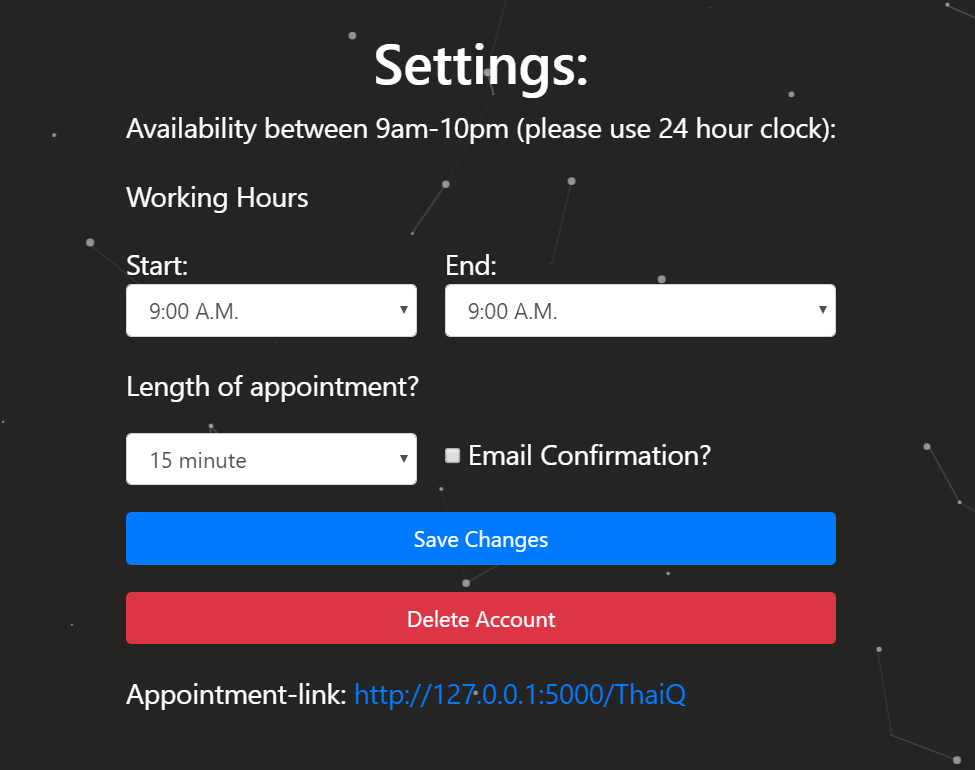 Settings:
Availability between 9am-10pm (please use 24 hour clock):
Working Hours
Start: End:
9:00 A.M. 9:00 A.M.
Length of appointment?
15 minute Email Confirmation?
Save Changes
Delete Account
Appointment-link: http://127.0.0.1:5000/ThaiQ